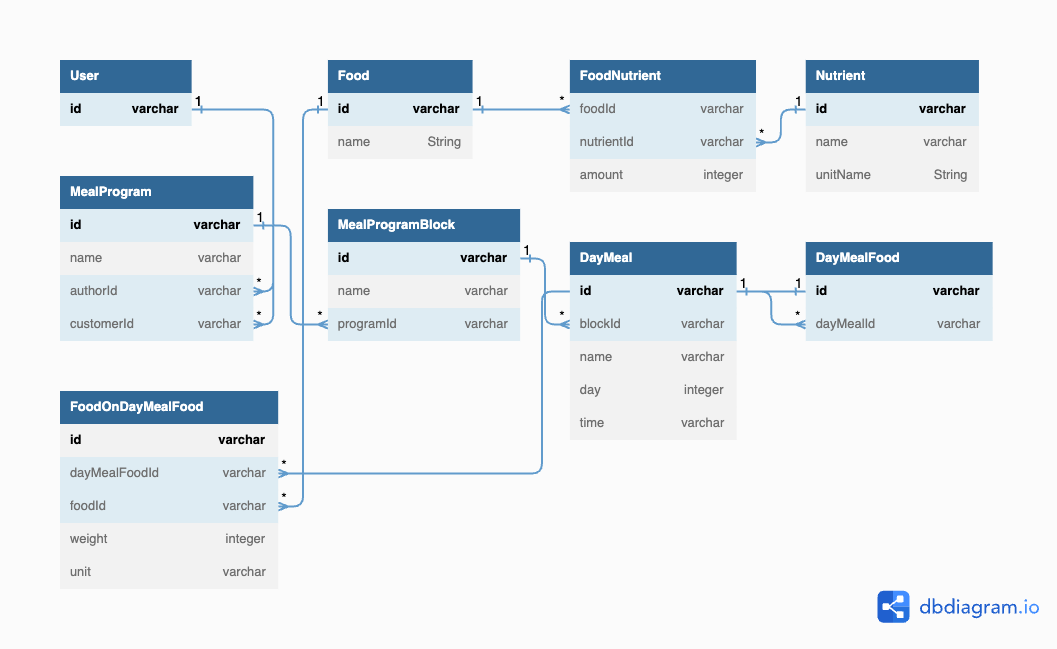 User
id varchar
1
MealProgram
id varchar
1
name varchar
authorId varchar
*
customerId varchar
*
FoodOnDayMealFood
id varchar
dayMealFoodId varchar
*
foodId varchar
*
weight integer
unit varchar
Food
1
id varchar
1
name String
MealProgramBlock
id varchar
1
name varchar
*
programId varchar
FoodNutrient
*
foodId varchar
nutrientId varchar
*
amount integer
DayMeal
id varchar
1
*
blockId varchar
name varchar
day integer
time varchar
Nutrient
1
id varchar
name varchar
unitName String
DayMealFood
1
id varchar
*
dayMealId varchar
dbdiagram.io